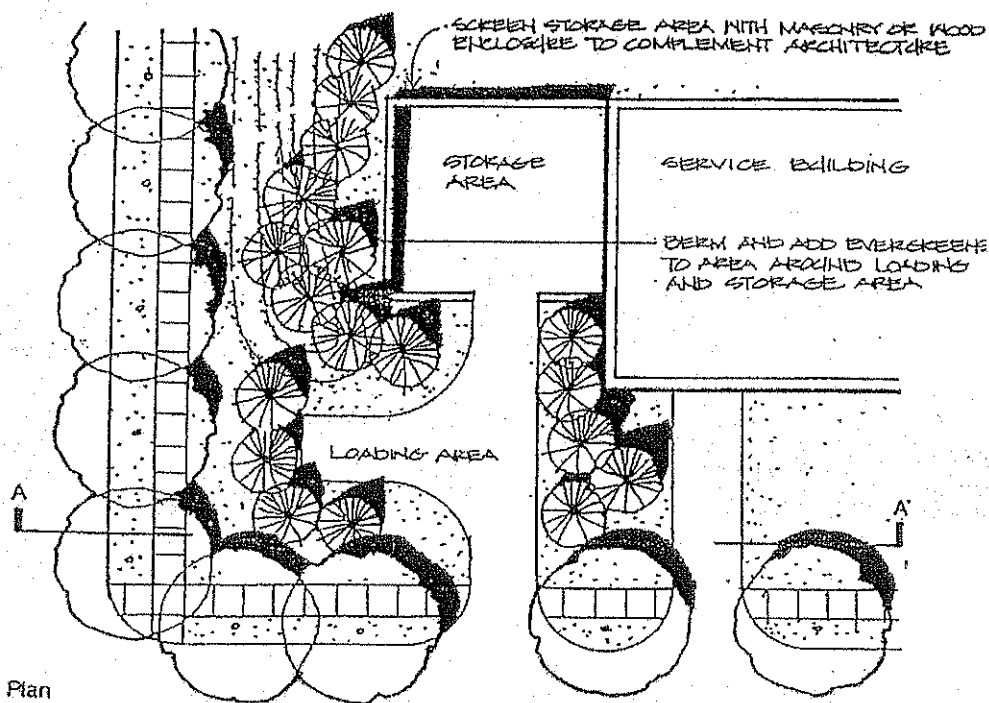 SCREEN STORAGE AREA WITH MASONRY OR WOOD
ENCLOSURE TO COMPLEMENT ARCHITECTURE
STORAGE
AREA
SERVICE BUILDING
BERM AND ADD EVERGREENS
TO AREA AROUND LOADING
AND STORAGE AREA
LOADING AREA
A
A'
Plan